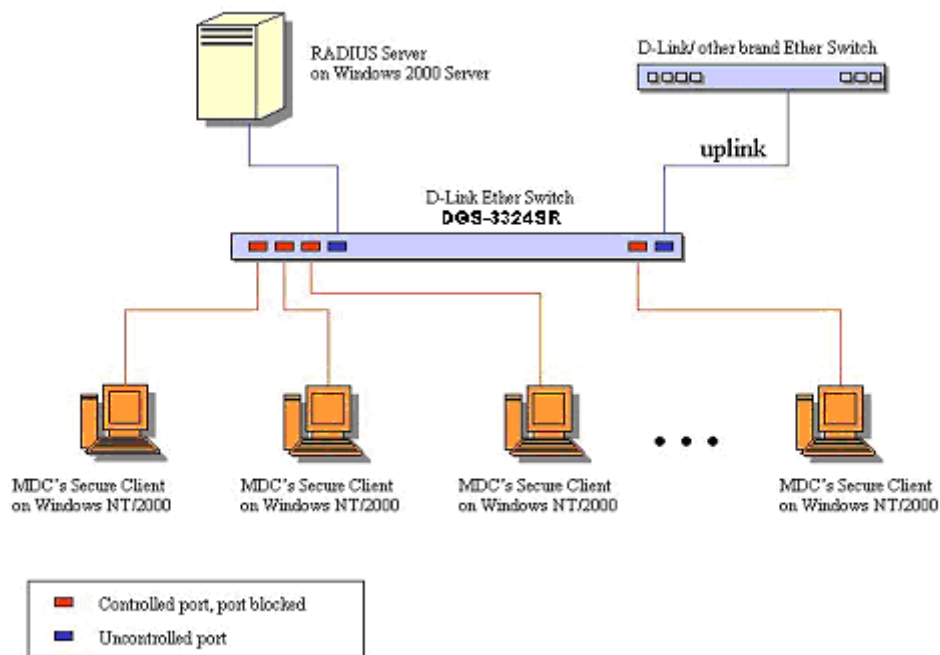 RADIUS Server
on Windows 2000 Server
D-Link/ other brand Ether Switch
uplink
D-Link Ether Switch
DGS-3324SR
MDC's Secure Client
on Windows NT/2000
MDC's Secure Client
on Windows NT/2000
MDC's Secure Client
on Windows NT/2000
MDC's Secure Client
on Windows NT/2000
Controlled port, port blocked
Uncontrolled port